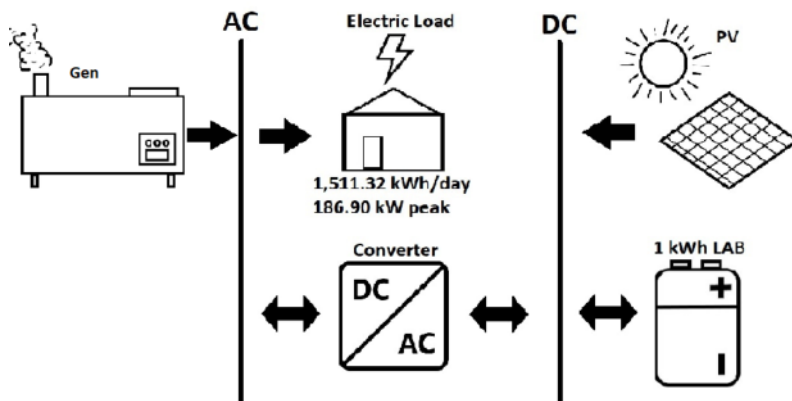 AC
Electric Load
DC
PV
Gen
1,511.32 kWh/day
186.90 kW peak
Converter
DC
AC
1 kWh LAB
+